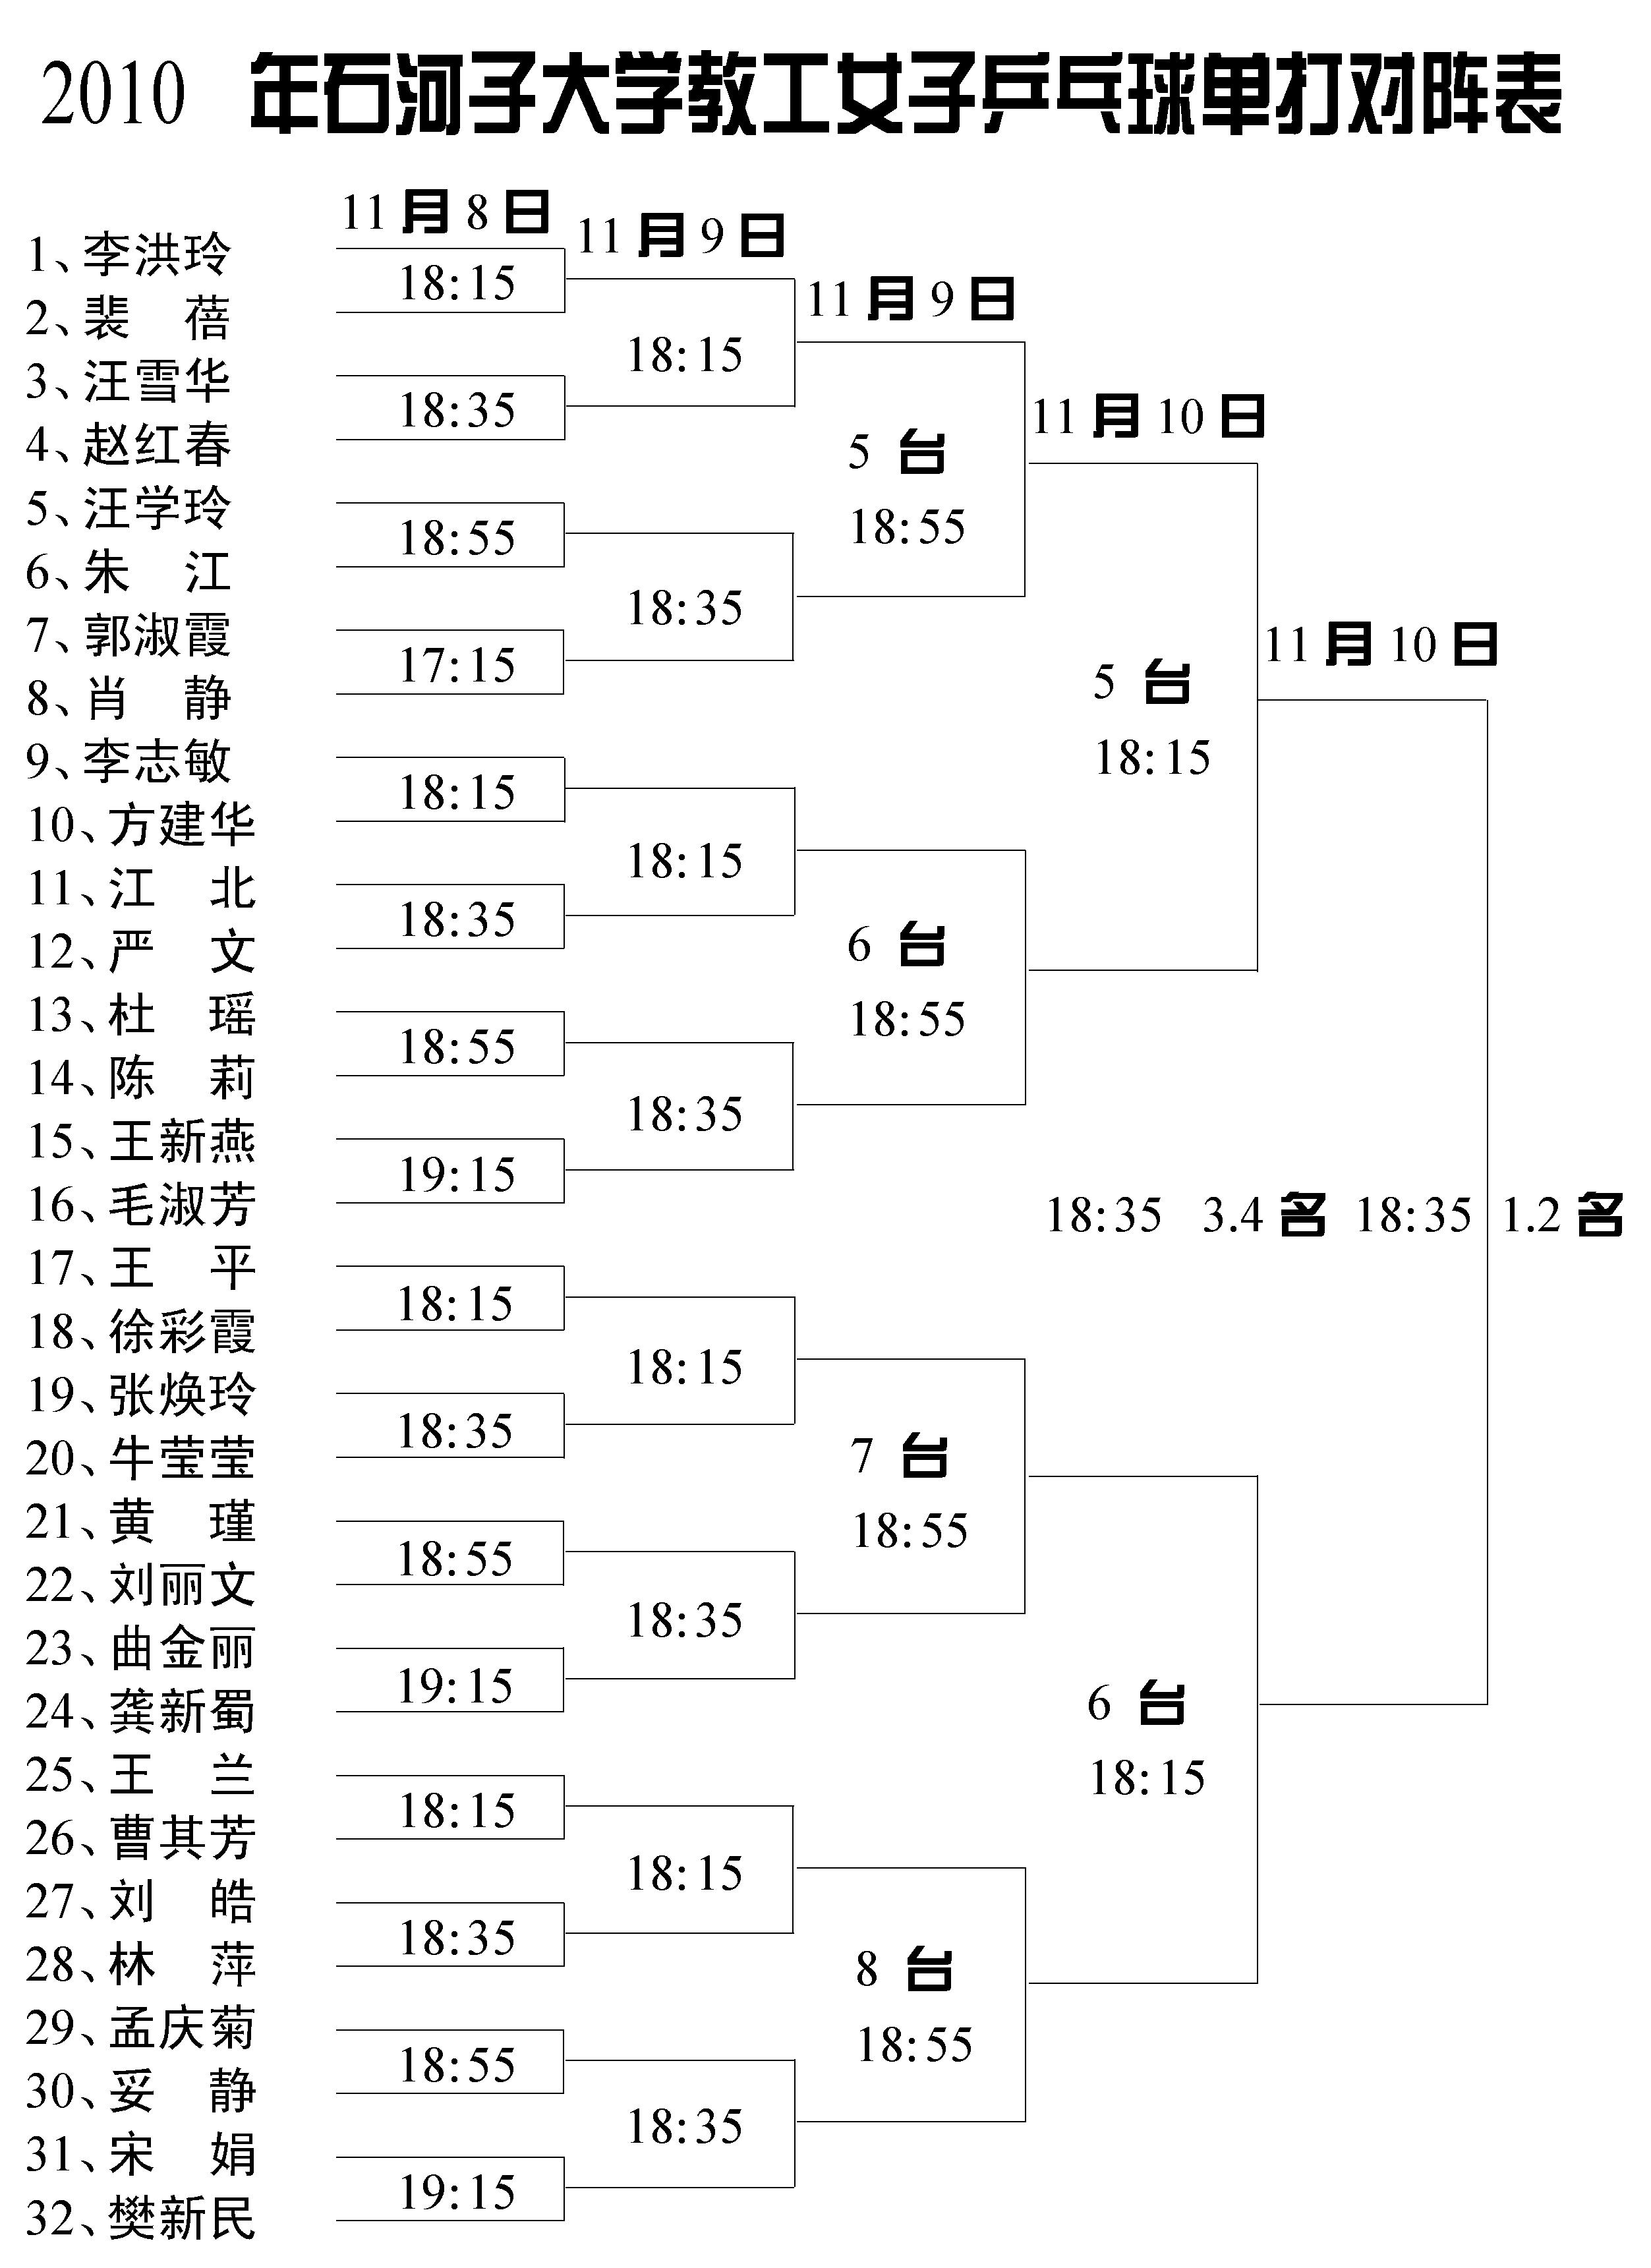 2010 年石河子大学教工女子乒乓球单打对阵表
11月8日
11月9日
11月9日
11月10日
11月10日
1、李洪玲
2、裴 蓓
3、汪雪华
4、赵红春
5、汪学玲
6、朱 江
7、郭淑霞
8、肖 静
9、李志敏
10、方建华
11、江 北
12、严 文
13、杜 瑶
14、陈 莉
15、王新燕
16、毛淑芳
17、王 平
18、徐彩霞
19、张焕玲
20、牛莹莹
21、黄 瑾
22、刘丽文
23、曲金丽
24、龚新蜀
25、王 兰
26、曹其芳
27、刘 皓
28、林 萍
29、孟庆菊
30、妥 静
31、宋 娟
32、樊新民
18:15
18:35
18:55
17:15
18:15
18:35
18:55
19:15
18:15
18:35
18:55
19:15
18:15
18:35
18:55
19:15
18:15
18:35
18:15
18:35
18:15
18:35
18:15
18:35
5 台
18:55
6 台
18:55
7 台
18:55
8 台
18:55
5 台
18:15
6 台
18:15
18:35 3.4名 18:35 1.2名